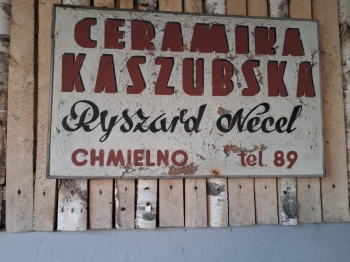 CERAMIKA
KASZUBSKA
Ryszard Necel
CHMIELNO tel. 89